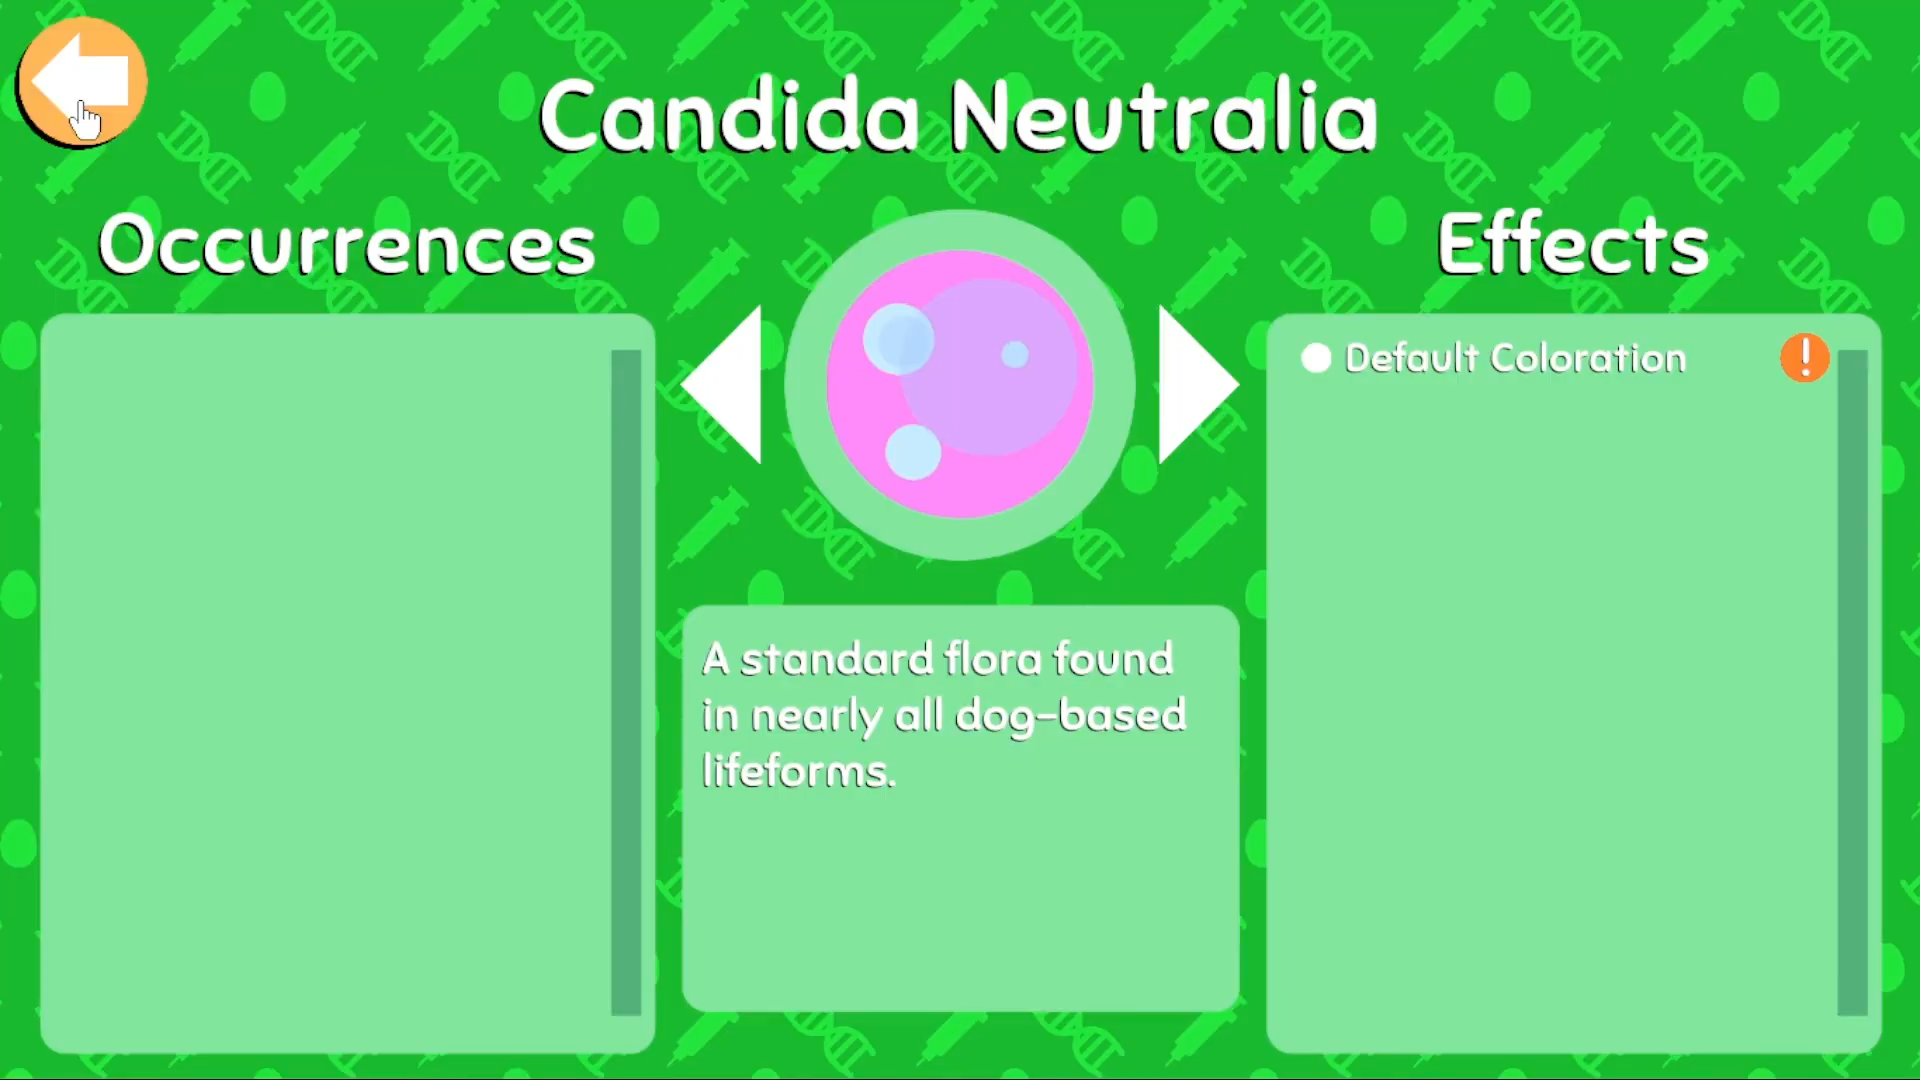 Candida Neutralia
Occurrences
Effects
Default Coloration
!
A standard flora found
in nearly all dog-based
lifeforms.